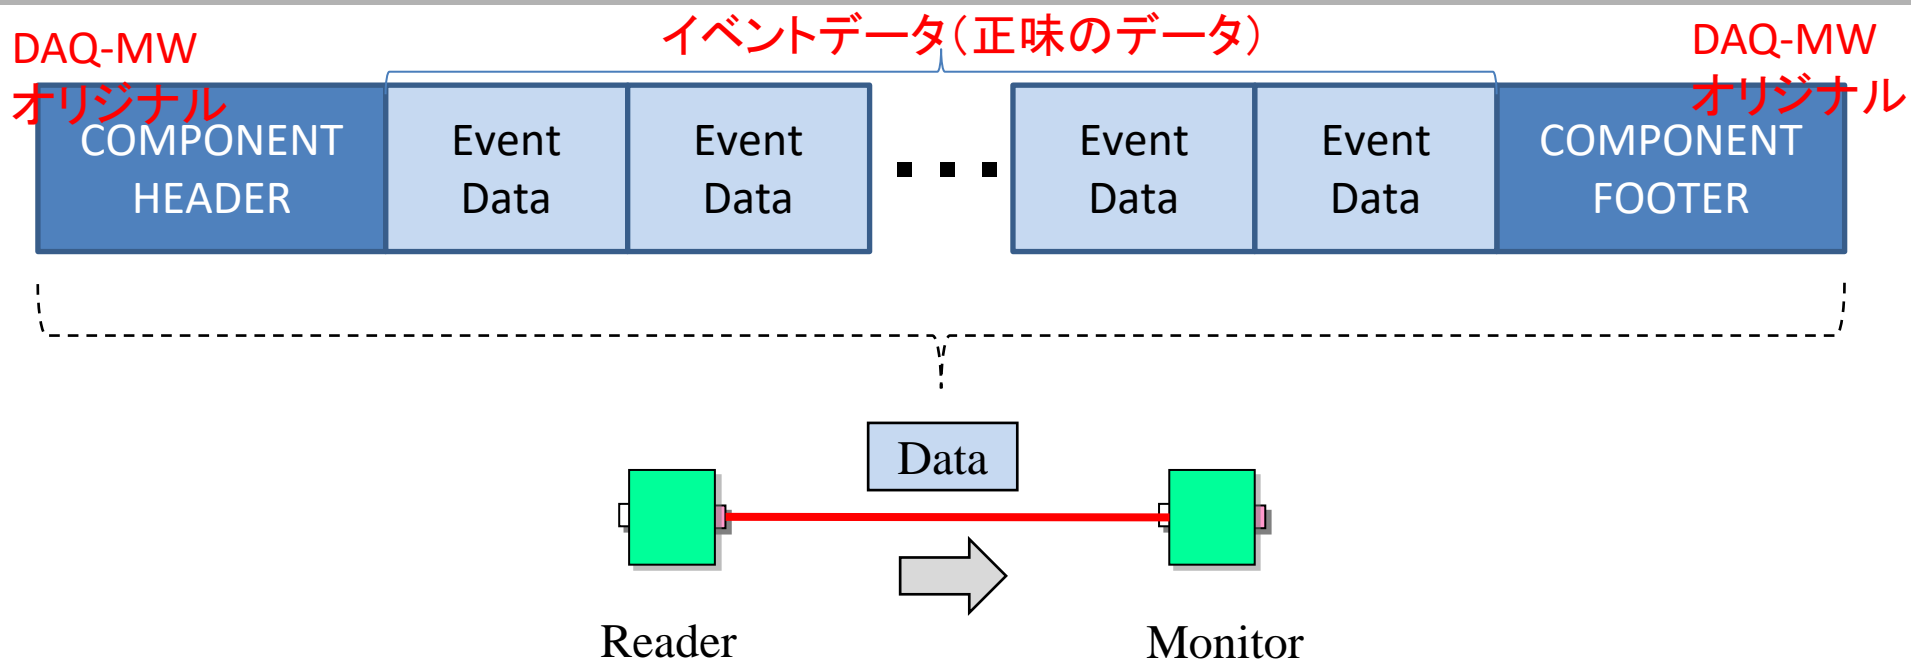 DAQ-MW
オリジナル
イベントデータ(正味のデータ)
DAQ-MW
オリジナル
COMPONENT
HEADER
Event
Data
Event
Data
Event
Data
Event
Data
COMPONENT
FOOTER
Data
Reader
Monitor